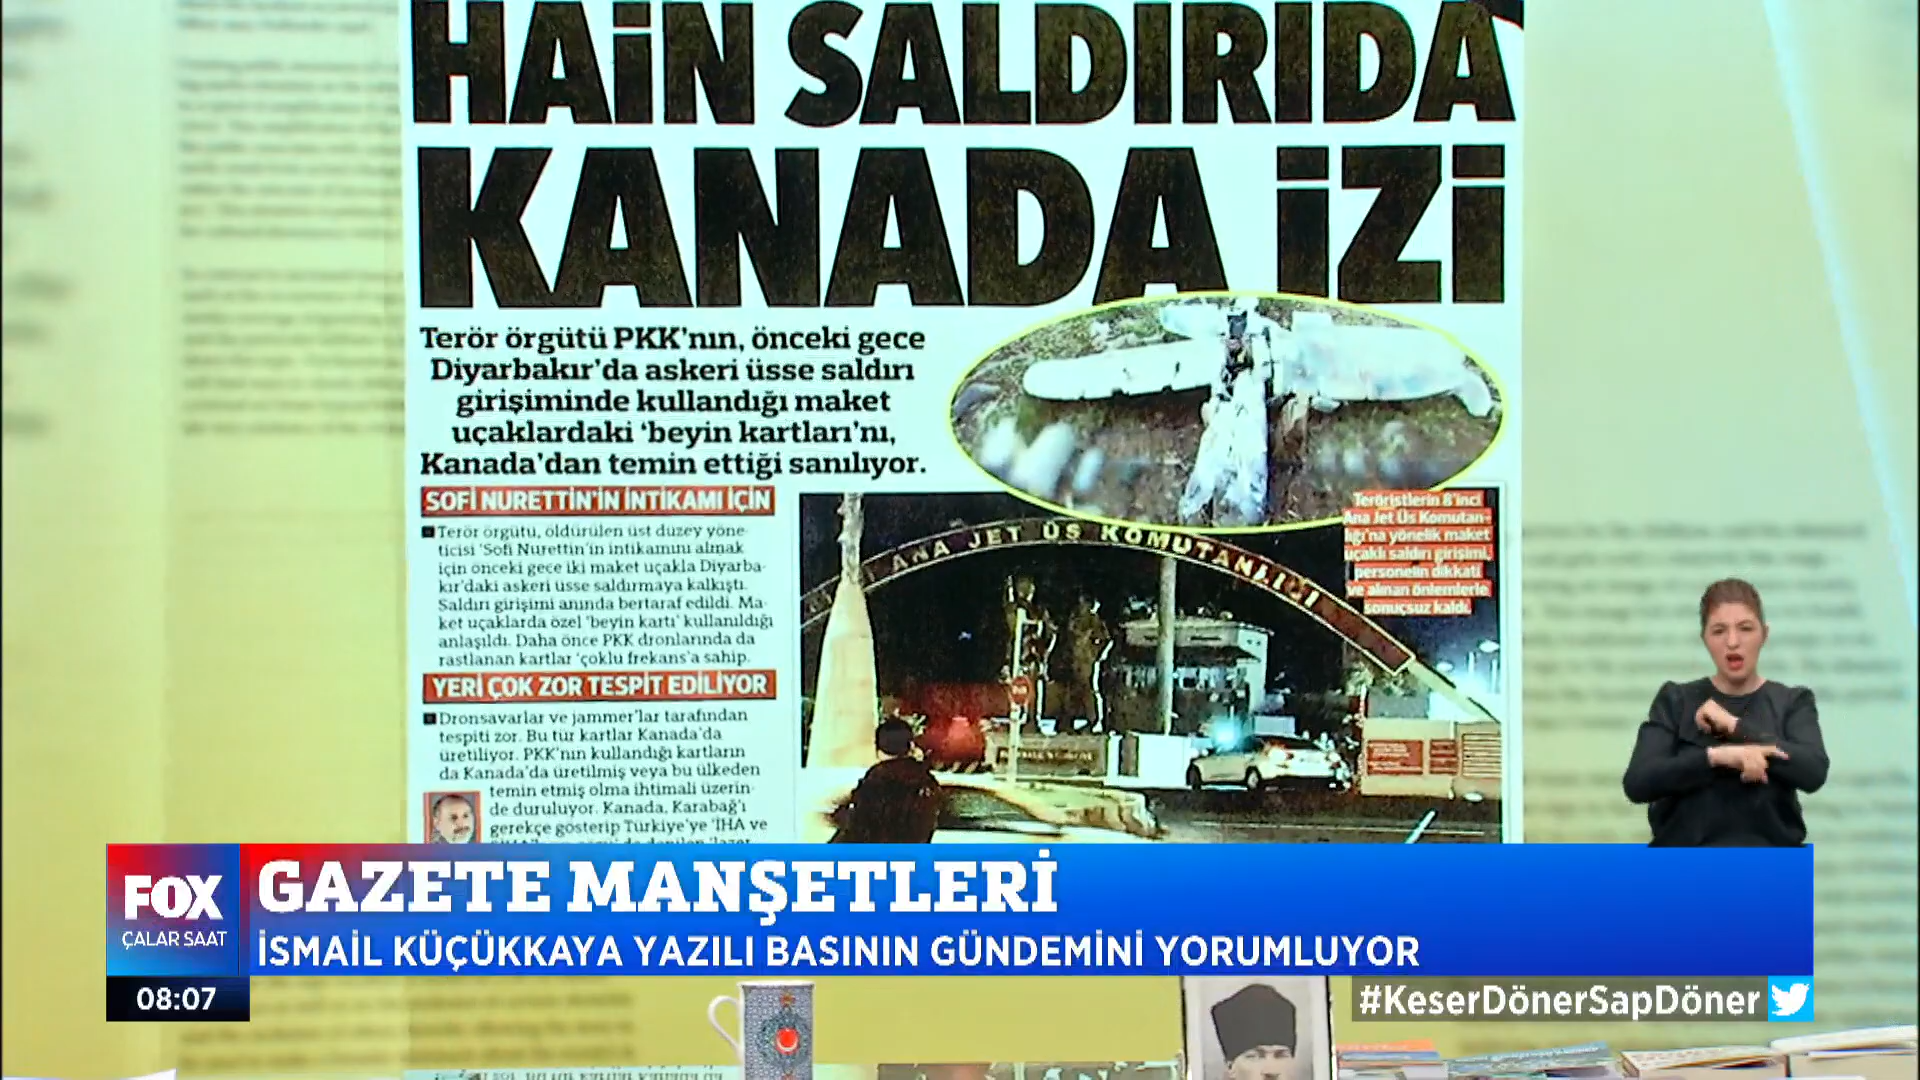 HAİN SALDIRIDA
KANADA İZİ
Terör örgütü PKK'nın, önceki gece
Diyarbakır'da askeri üsse saldırı
girişiminde kullandığı maket
uçaklardaki 'beyin kartları'nı,
Kanada'dan temin ettiği sanılıyor.
SOFİ NURETTİN'İN İNTİKAMI İÇİN
Terör örgütü, öldürülen üst düzey yöne-
ticisi 'Sofi Nurettin'in intikamını almak
için önceki gece iki maket uçakla Diyarba-
kır'daki askeri üsse saldırmaya kalkıştı.
Saldırı girişimi anında bertaraf edildi. Ma-
ket uçaklarda özel 'beyin kartı' kullanıldığı
anlaşıldı. Daha önce PKK dronlarında da
rastlanan kartlar 'çoklu frekans'a sahip.
YERİ ÇOK ZOR TESPİT EDİLİYOR
Dronsavarlar ve jammer'lar tarafından
tespiti zor. Bu tür kartlar Kanada'da
üretiliyor. PKK'nın kullandığı kartların
da Kanada'da üretilmiş veya bu ülkeden
temin etmiş olma ihtimali üzerin-
de duruluyor. Kanada, Karabağ'ı
gerekçe gösterip Türkiye'ye 'İHA ve
Teröristlerin 8'inci
Ana Jet Üs Komutan-
lığı'na yönelik maket
uçaklı saldırı girişimi,
personelin dikkati
ve alınan önlemlerle
sonuçsuz kaldı.
ANA JET ÜS KOMUTANLIĞI
FOX
ÇALAR SAAT
GAZETE MANŞETLERİ
İSMAİL KÜÇÜKKAYA YAZILI BASININ GÜNDEMİNİ YORUMLUYOR
08:07
#KeserDönerSapDöner